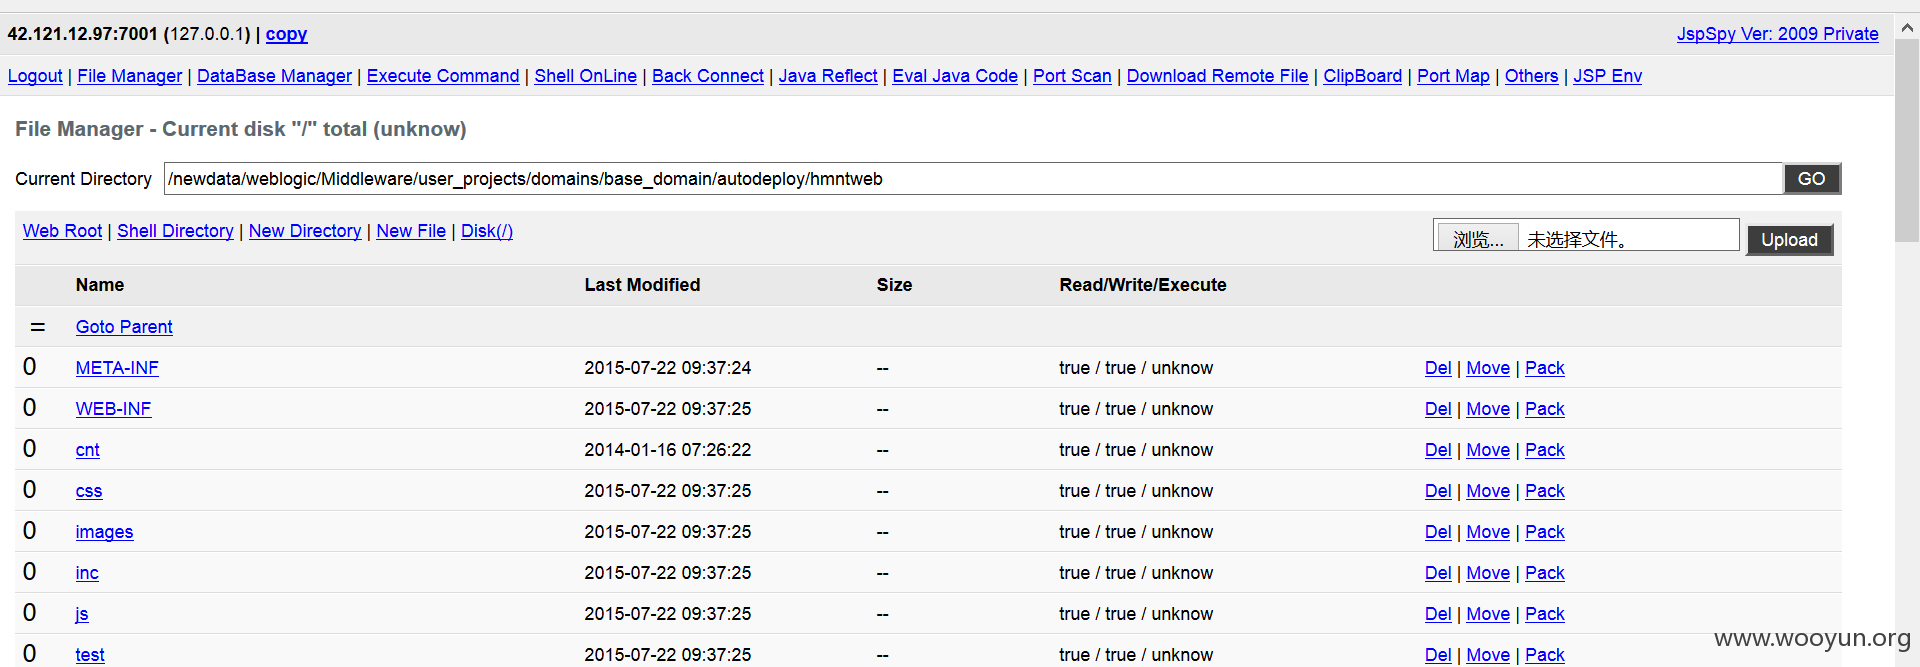 42.121.12.97:7001 (127.0.0.1) | copy JspSpy Ver: 2009 Private
Logout | File Manager | DataBase Manager | Execute Command | Shell OnLine | Back Connect | Java Reflect | Eval Java Code | Port Scan | Download Remote File | ClipBoard | Port Map | Others | JSP Env
File Manager - Current disk "/" total (unknow)
Current Directory /newdata/weblogic/Middleware/user_projects/domains/base_domain/autodeploy/hmntweb GO
Web Root | Shell Directory | New Directory | New File | Disk(/) 浏览... 未选择文件。 Upload
Name Last Modified Size Read/Write/Execute
= Goto Parent
0 META-INF 2015-07-22 09:37:24 -- true / true / unknow Del | Move | Pack
0 WEB-INF 2015-07-22 09:37:25 -- true / true / unknow Del | Move | Pack
0 cnt 2014-01-16 07:26:22 -- true / true / unknow Del | Move | Pack
0 css 2015-07-22 09:37:25 -- true / true / unknow Del | Move | Pack
0 images 2015-07-22 09:37:25 -- true / true / unknow Del | Move | Pack
0 inc 2015-07-22 09:37:25 -- true / true / unknow Del | Move | Pack
0 js 2015-07-22 09:37:25 -- true / true / unknow Del | Move | Pack
0 test 2015-07-22 09:37:25 -- true / true / unknow Del | Move | Pack
www.wooyun.org